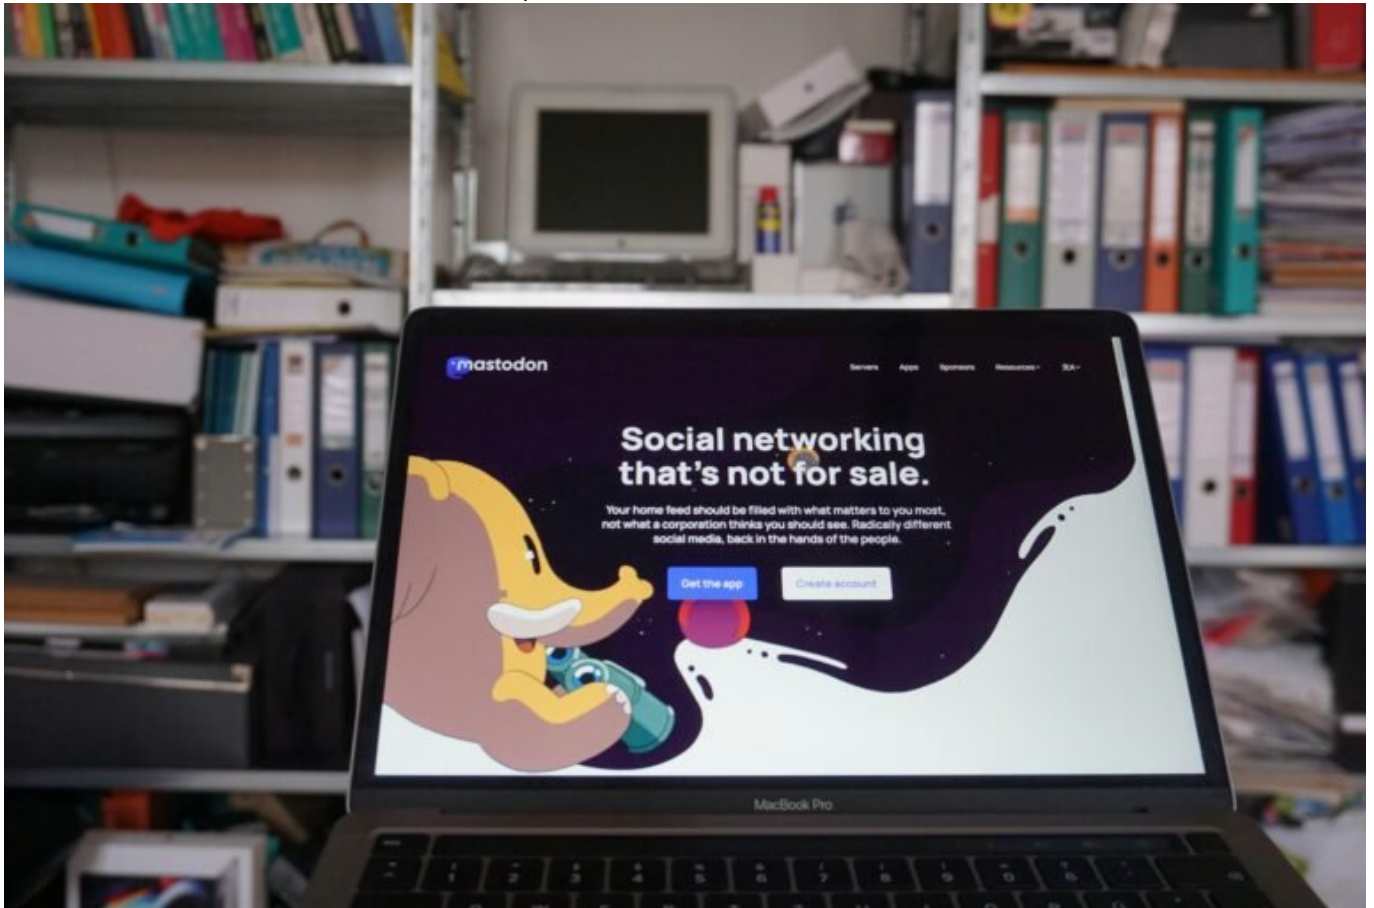 mastodon
Servers Apps Sponsors Resources
Social networking
that's not for sale.
Your home feed should be filled with what matters to you most,
not what a corporation thinks you should see. Radically different
social media, back in the hands of the people.
Get the app Create account
MacBook Pro